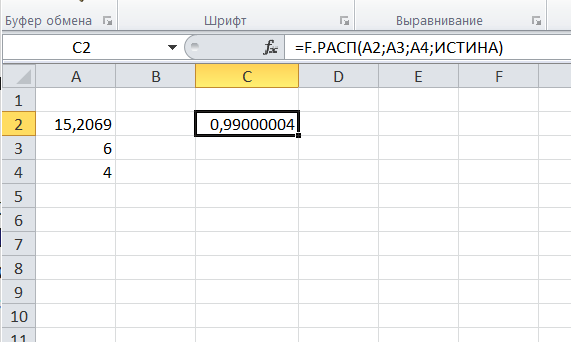 Буфер обмена Шрифт Выравнивание
C2 fx =F.РАСП(A2;A3;A4;ИСТИНА)
A B C D E F
1
2 15,2069 0,99000004
3 6
4 4
5
6
7
8
9
10
11